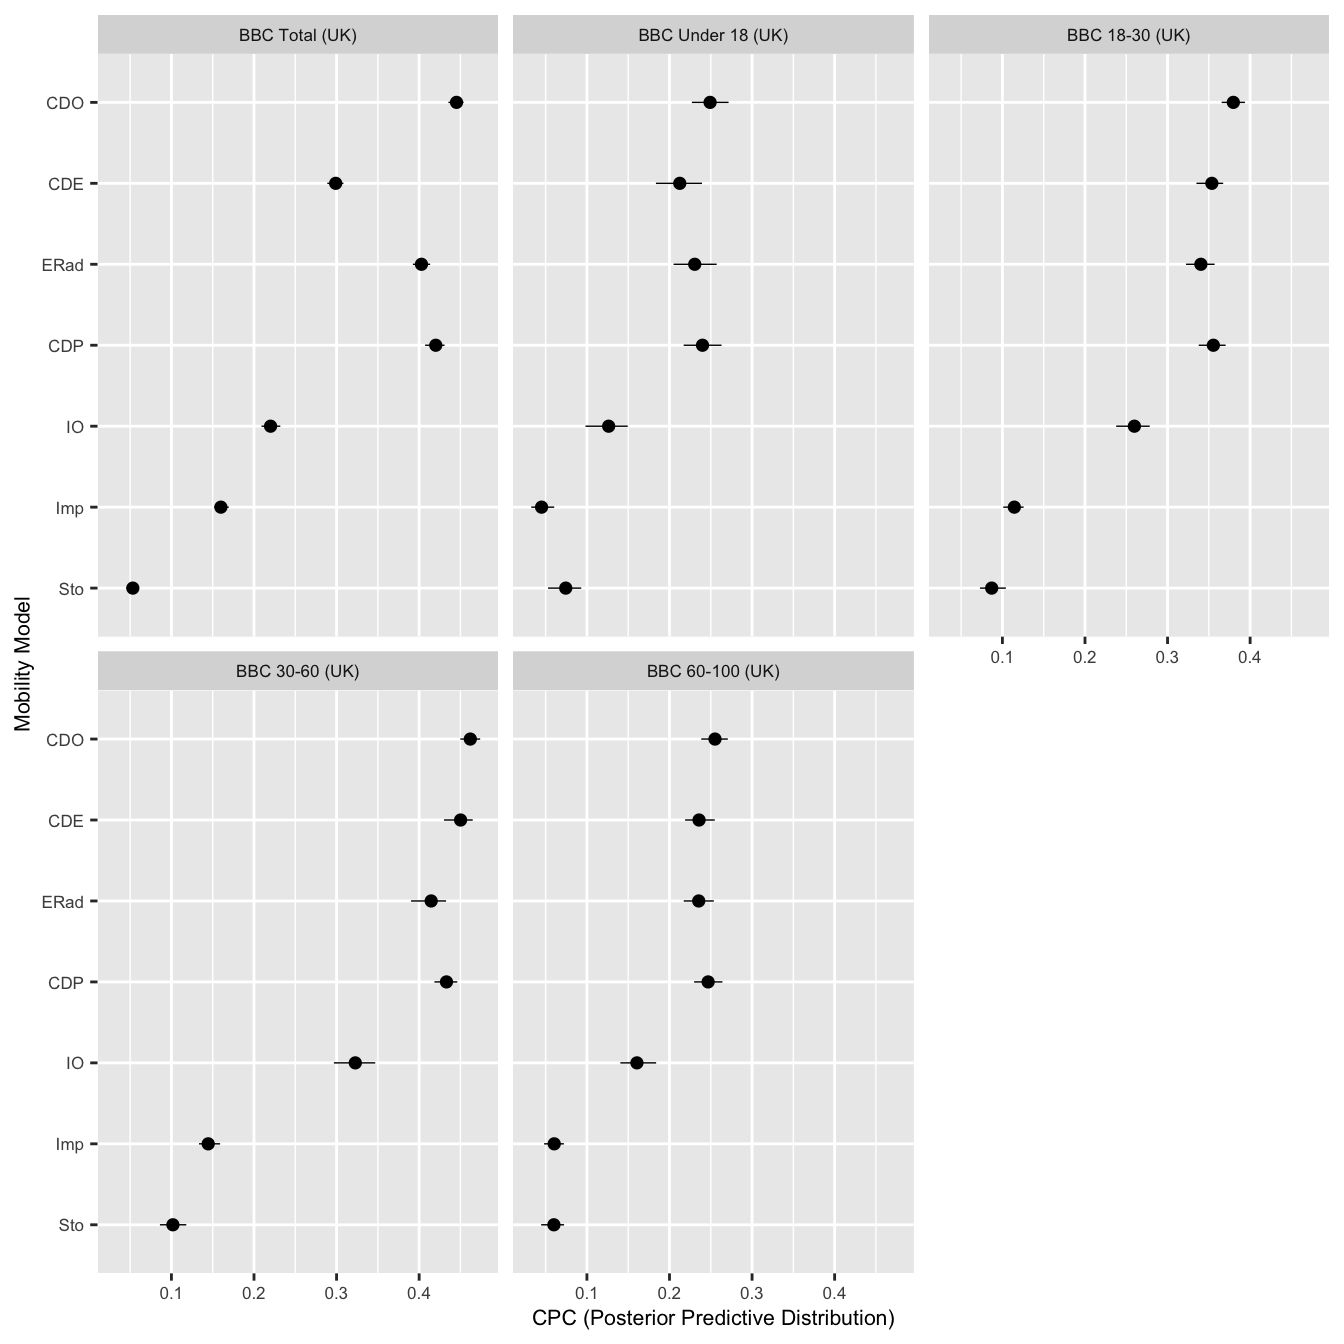 BBC Total (UK)
BBC Under 18 (UK)
BBC 18-30 (UK)
CDO
CDE
ERad
CDP
IO
Imp
Sto
0.1 0.2 0.3 0.4
Mobility Model
BBC 30-60 (UK)
BBC 60-100 (UK)
CDO
CDE
ERad
CDP
IO
Imp
Sto
0.1 0.2 0.3 0.4
0.1 0.2 0.3 0.4
CPC (Posterior Predictive Distribution)